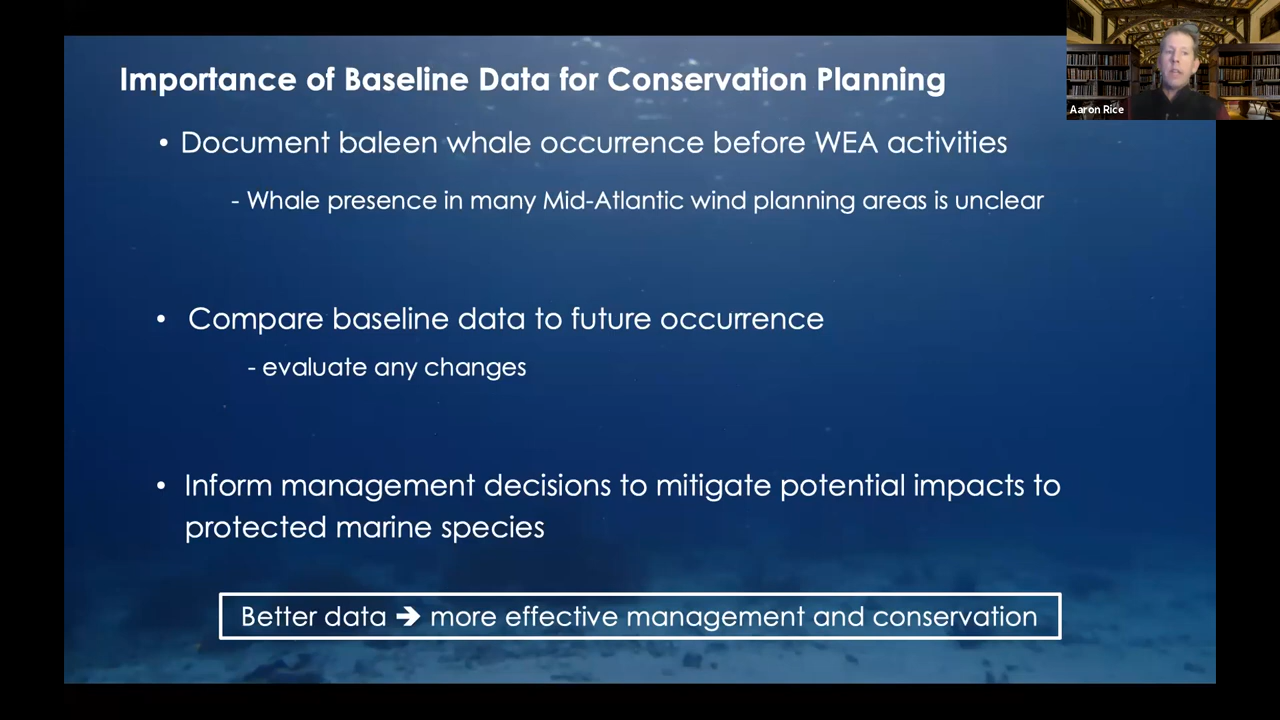 Importance of Baseline Data for Conservation Planning
Aaron Rice
• Document baleen whale occurrence before WEA activities
- Whale presence in many Mid-Atlantic wind planning areas is unclear
• Compare baseline data to future occurrence
- evaluate any changes
• Inform management decisions to mitigate potential impacts to
protected marine species
Better data → more effective management and conservation